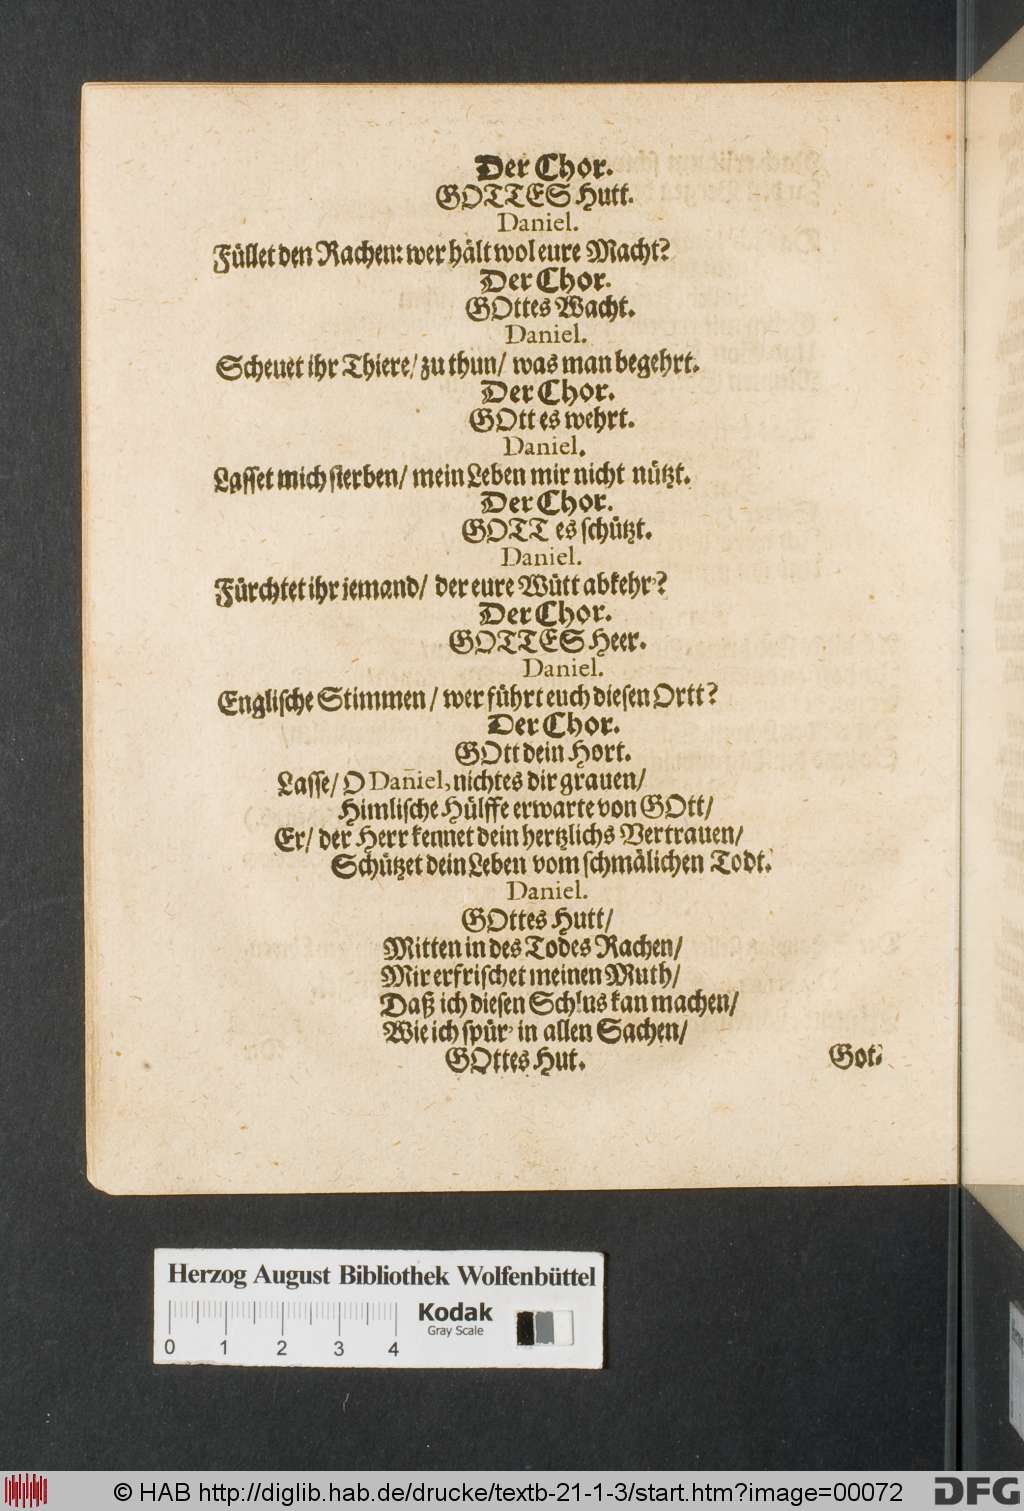 Der Chor.
GOTTES Hutt.
Daniel.
Füllet den Rachen: wer hält wol eure Macht?
Der Chor.
GOttes Wacht.
Daniel.
Scheuet ihr Thiere/ zu thun/ was man begehrt.
Der Chor.
GOtt es wehrt.
Daniel.
Lasset mich sterben/ mein Leben mir nicht nützt.
Der Chor.
GOTT es schützt.
Daniel.
Fürchtet ihr iemand/ der eure Wütt abkehr'?
Der Chor.
GOTTES Heer.
Daniel.
Englische Stimmen/ wer führt euch diesen Ortt?
Der Chor.
GOtt dein Hort.
Lasse/ O Dañiel, nichtes dir grauen/
Himlische Hülffe erwarte von GOtt/
Er/ der Herr kennet dein hertzlichs Vertrauen/
Schützet dein Leben vom schmälichen Todt.
Daniel.
GOttes Hutt/
Mitten in des Todes Rachen/
Mir erfrischet meinen Muth/
Daß ich diesen Schlus kan machen/
Wie ich spür' in allen Sachen/
GOttes Hut.
Got⸗
Herzog August Bibliothek Wolfenbüttel
Kodak
Gray Scale
0 1 2 3 4
© HAB http://diglib.hab.de/drucke/textb-21-1-3/start.htm?image=00072
DFG